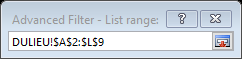 Advanced Filter - List range:
DULIEU!$A$2:$L$9